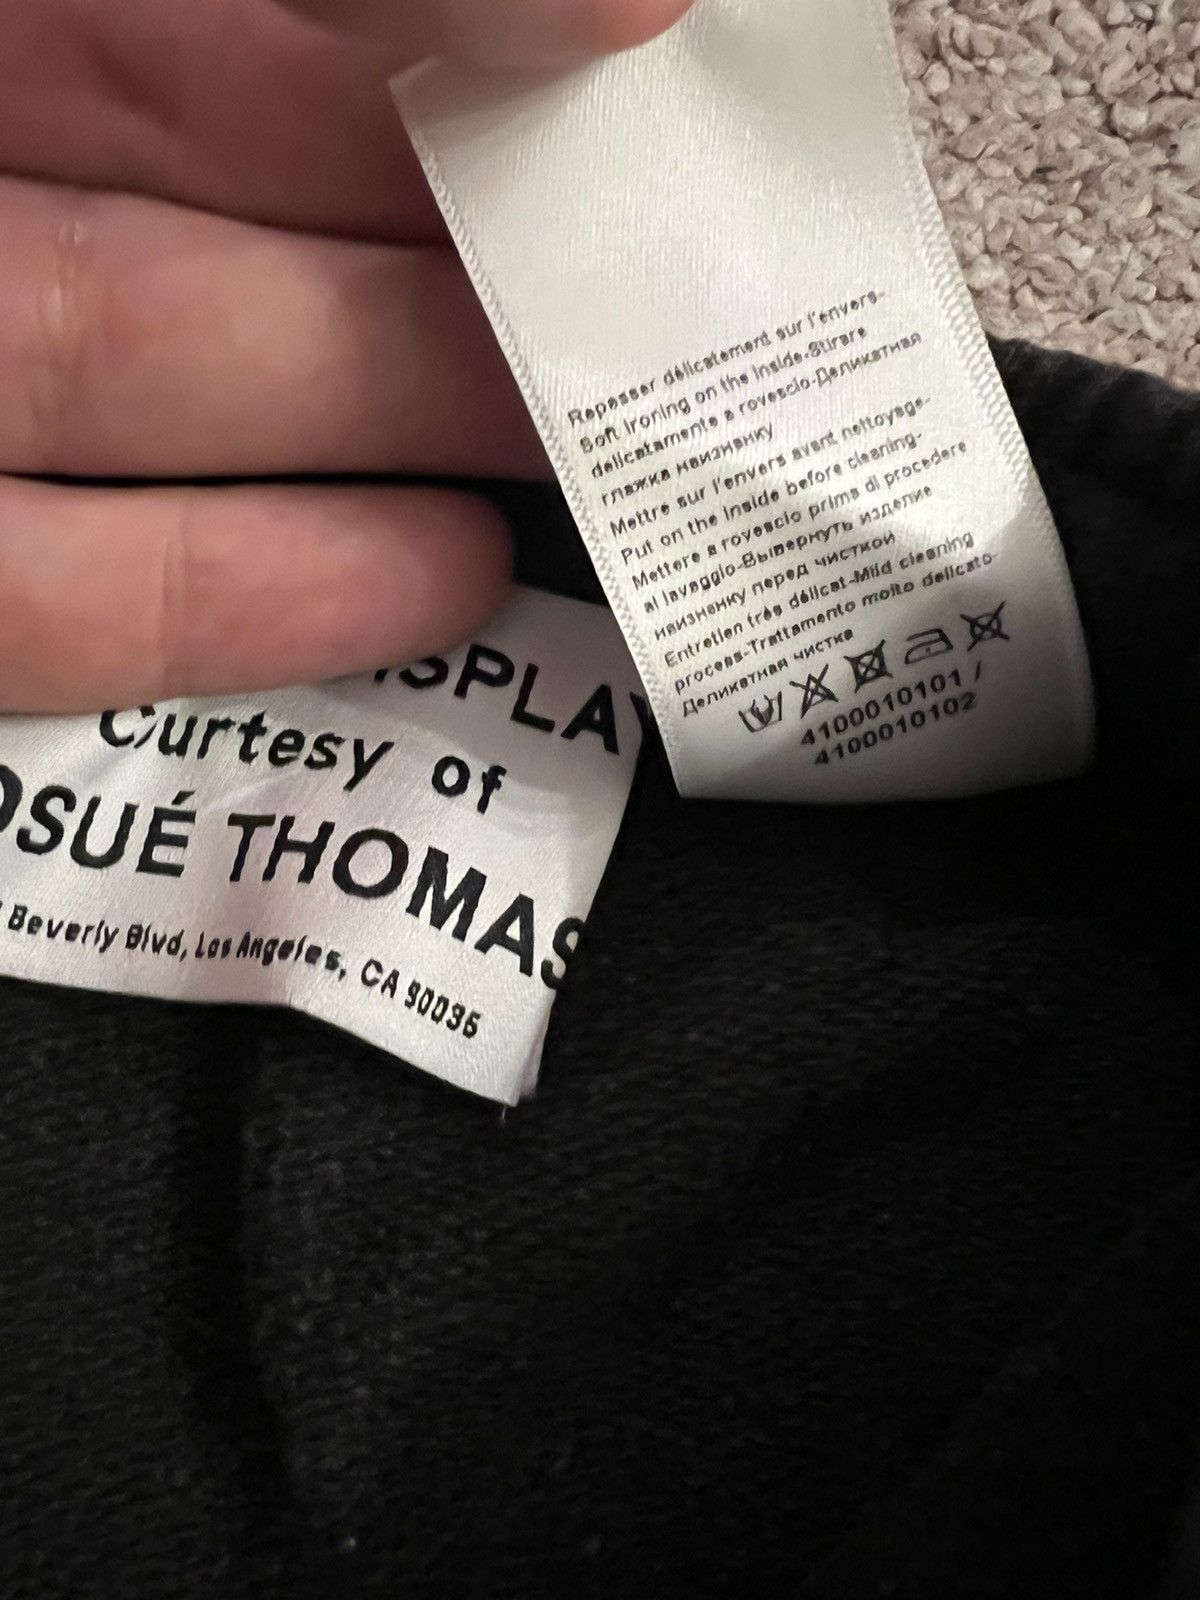 Repasser délicatement sur l'envers-
Soft Ironing on the Inside-Stirare
delicatamente a rovescio-Деликатная
глажка наизнанку
Mettre sur l'envers avant nettoyage-
Put on the Inside before cleaning-
Mettere a rovescio prima di procedere
al lavaggio-Вывернуть изделие
наизнанку перед чисткой
Entretien très délicat-Mild cleaning
process-Trattamento molto delicato-
Деликатная чистка
4100010101 /
4100010102
ISPLAY
Curtesy of
OSUÉ THOMAS
Beverly Blvd, Los Angeles, CA 90036